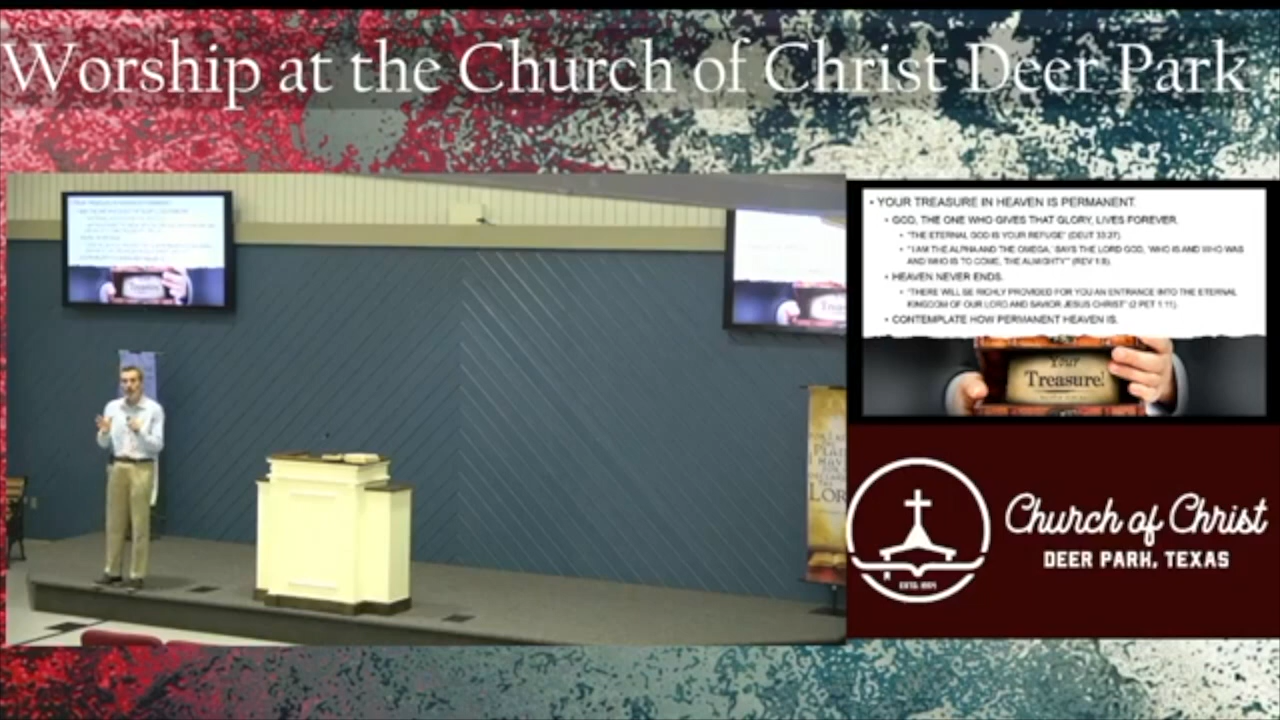 Worship at the Church of Christ Deer Park
• YOUR TREASURE IN HEAVEN IS PERMANENT.
• GOD, THE ONE WHO GIVES THAT GLORY, LIVES FOREVER.
• "THE ETERNAL GOD IS YOUR REFUGE" (DEUT 33:27).
• "'I AM THE ALPHA AND THE OMEGA,' SAYS THE LORD GOD, 'WHO IS AND WHO WAS
AND WHO IS TO COME, THE ALMIGHTY'" (REV 1:8).
• HEAVEN NEVER ENDS.
• "THERE WILL BE RICHLY PROVIDED FOR YOU AN ENTRANCE INTO THE ETERNAL
KINGDOM OF OUR LORD AND SAVIOR JESUS CHRIST" (2 PET 1:11).
• CONTEMPLATE HOW PERMANENT HEAVEN IS.
Your
Treasure!
Church of Christ
DEER PARK, TEXAS
LOR